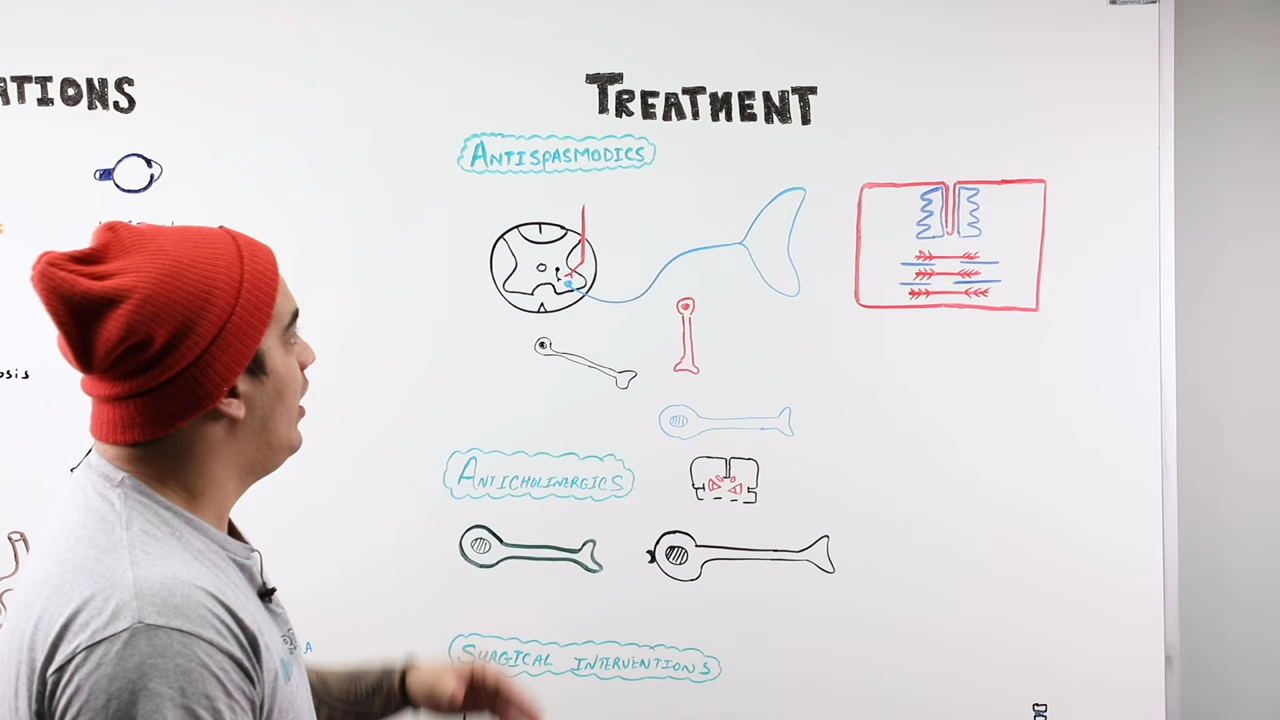 ATIONS
TREATMENT
ANTISPASMODICS
osis
ANTICHOLINERGICS
A
SURGICAL INTERVENTIONS